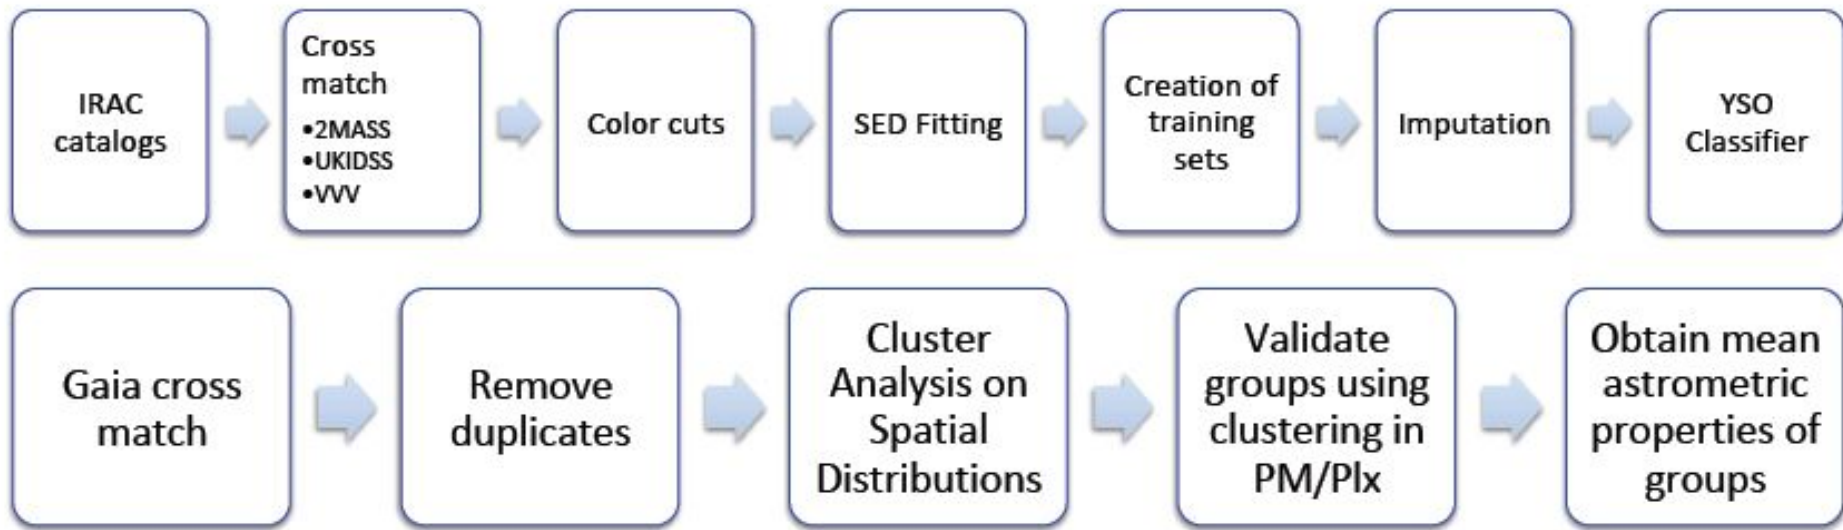 IRAC
catalogs
Cross
match
•2MASS
•UKIDSS
•VVV
Color cuts
SED Fitting
Creation of
training
sets
Imputation
YSO
Classifier
Gaia cross
match
Remove
duplicates
Cluster
Analysis on
Spatial
Distributions
Validate
groups using
clustering in
PM/Plx
Obtain mean
astrometric
properties of
groups